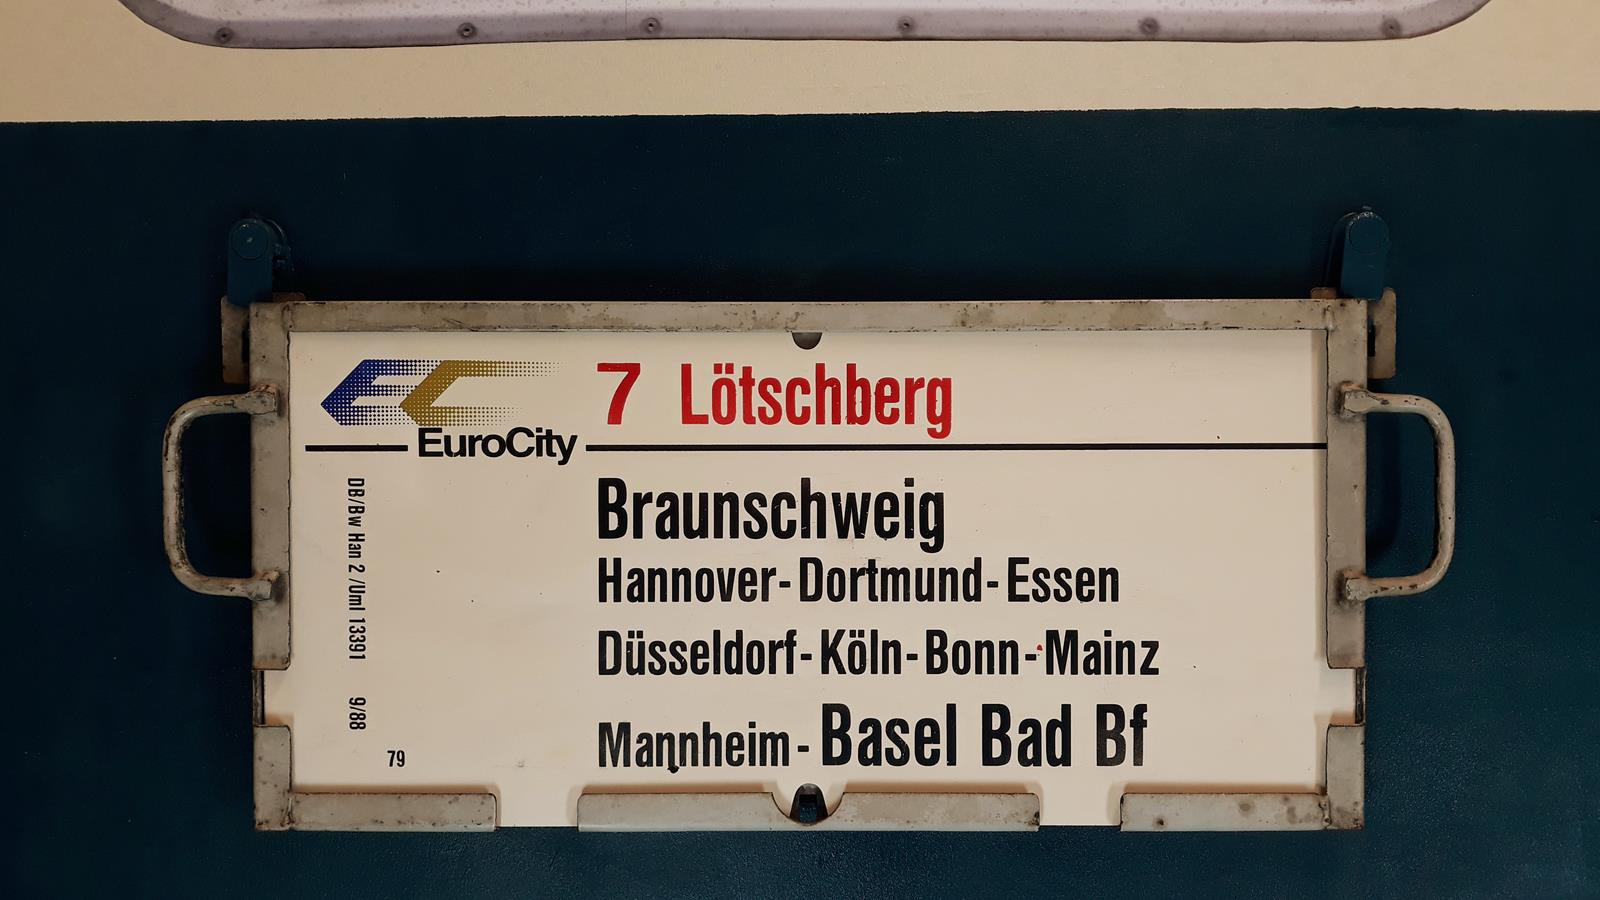 EC
EuroCity
7 Lötschberg
Braunschweig
Hannover-Dortmund-Essen
Düsseldorf-Köln-Bonn-Mainz
Mannheim-Basel Bad Bf
DB/Bw Han 2 /Uml 13391 9/88
79